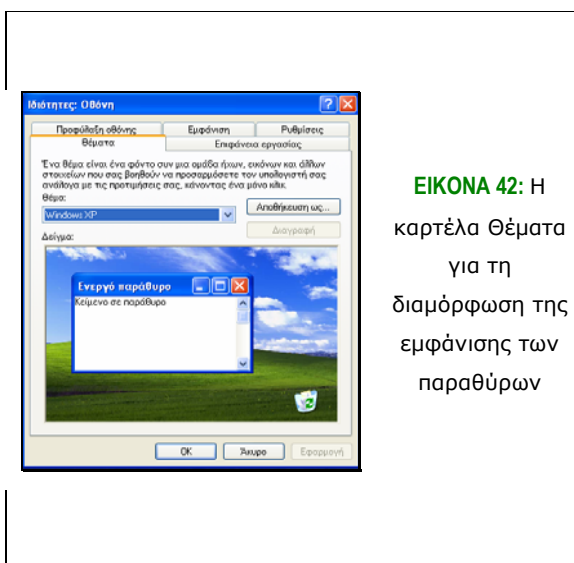 Ιδιότητες: Οθόνη
Προφύλαξη οθόνης
Εμφάνιση
Ρυθμίσεις
Θέματα
Επιφάνεια εργασίας
Ένα θέμα είναι ένα φόντο συν μια ομάδα ήχων, εικόνων και άλλων
στοιχείων που σας βοηθούν να προσαρμόσετε τον υπολογιστή σας
ανάλογα με τις προτιμήσεις σας, κάνοντας ένα μόνο κλικ.
Θέμα:
Windows XP
Αποθήκευση ως...
Διαγραφή
Δείγμα:
Ενεργό παράθυρο
Κείμενο σε παράθυρο
OK
Άκυρο
Εφαρμογή
ΕΙΚΟΝΑ 42: Η
καρτέλα Θέματα
για τη
διαμόρφωση της
εμφάνισης των
παραθύρων